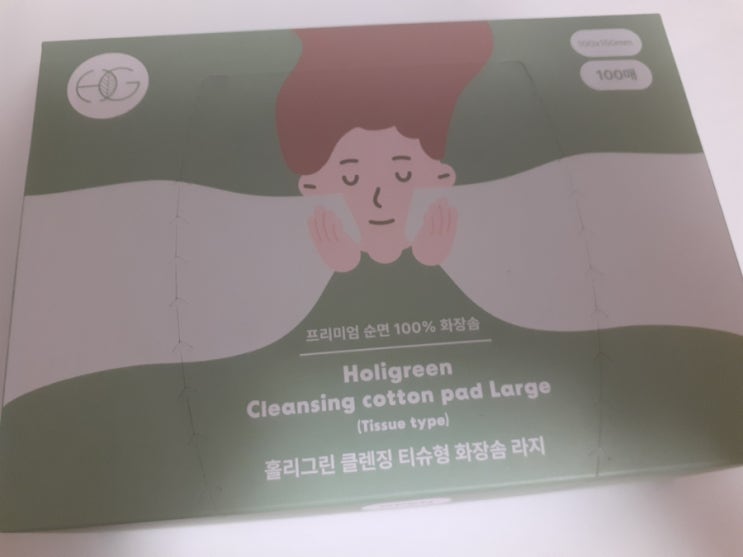 HG
100매
프리미엄 순면 100% 화장솜
Holigreen
Cleansing cotton pad Large
(Tissue type)
홀리그린 클렌징 티슈형 화장솜 라지